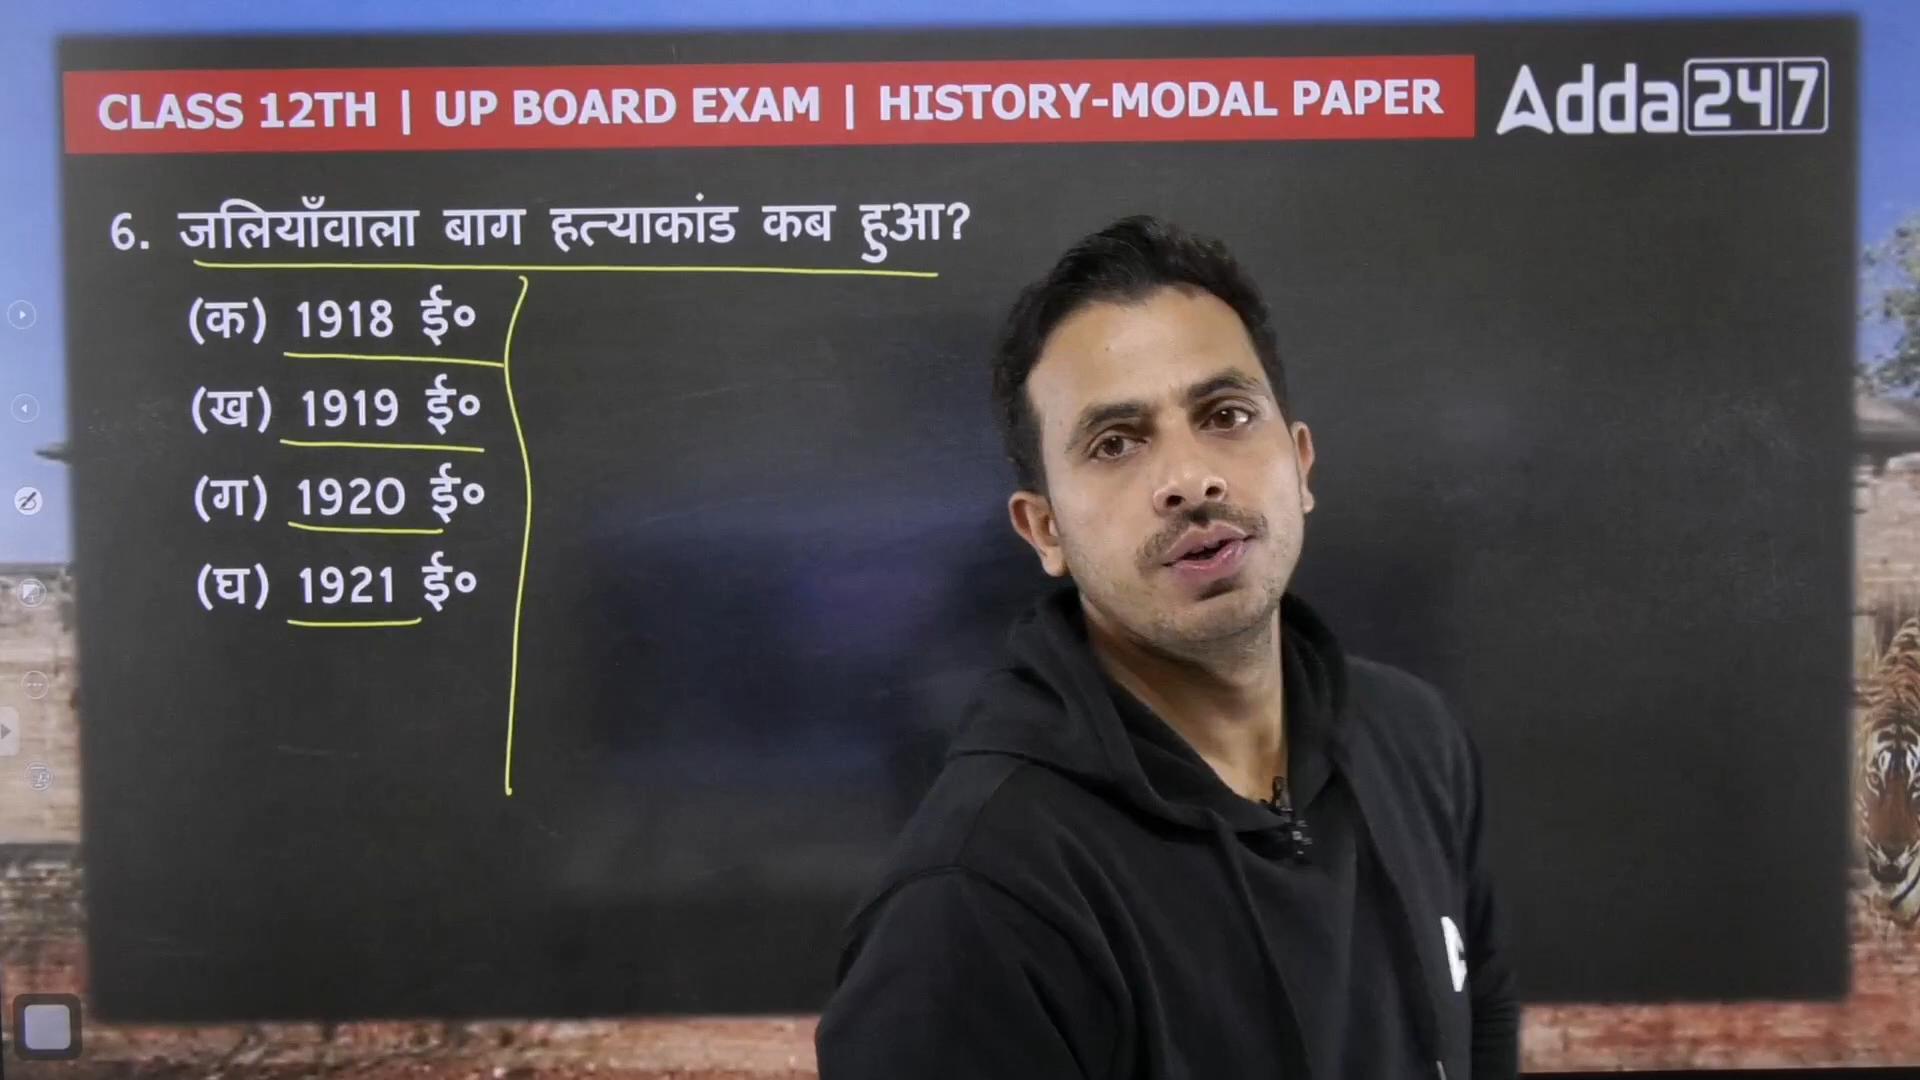 CLASS 12TH | UP BOARD EXAM | HISTORY-MODAL PAPER
Adda247
6. जलियाँवाला बाग हत्याकांड कब हुआ?
(क) 1918 ई०
(ख) 1919 ई०
(ग) 1920 ई०
(घ) 1921 ई०